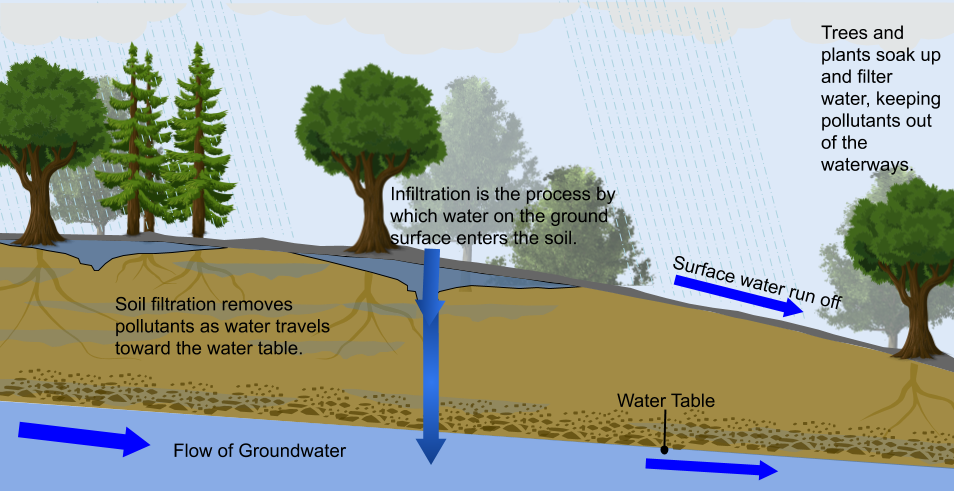 Trees and
plants soak up
and filter
water, keeping
pollutants out
of the
waterways.
Infiltration is the process by
which water on the ground
surface enters the soil.
Surface water run off
Soil filtration removes
pollutants as water travels
toward the water table.
Water Table
Flow of Groundwater